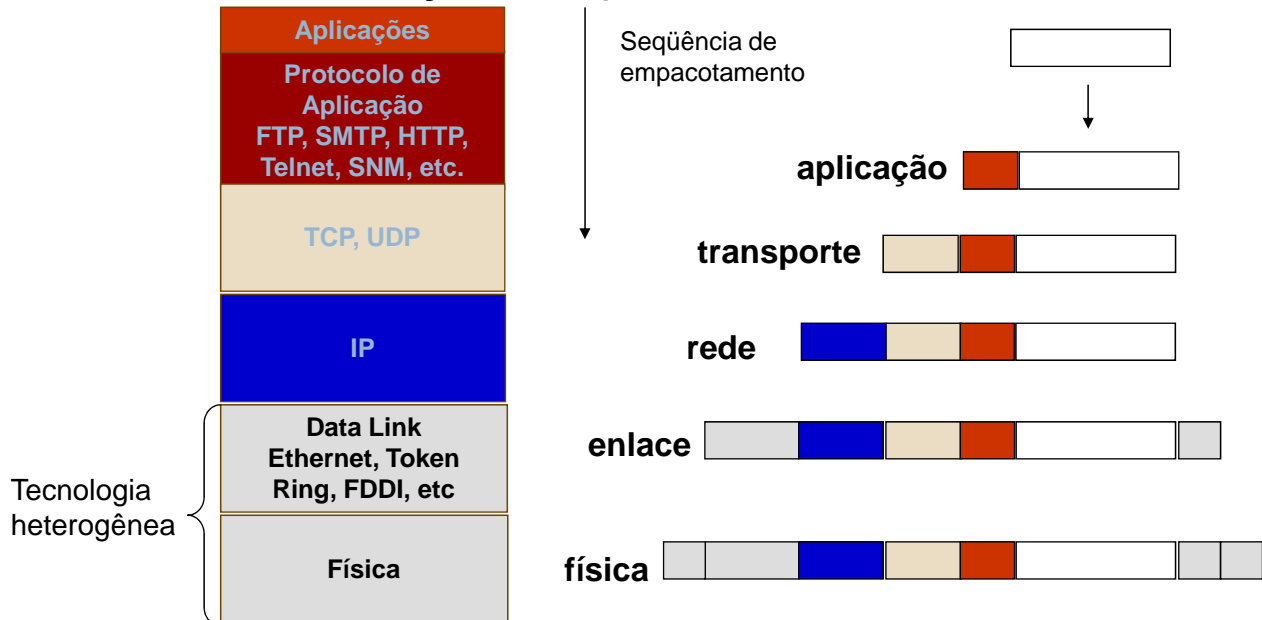 Aplicações
Protocolo de
Aplicação
FTP, SMTP, HTTP,
Telnet, SNM, etc.
TCP, UDP
IP
Data Link
Ethernet, Token
Ring, FDDI, etc
Física
Tecnologia
heterogênea
Seqüência de
empacotamento
aplicação
transporte
rede
enlace
física